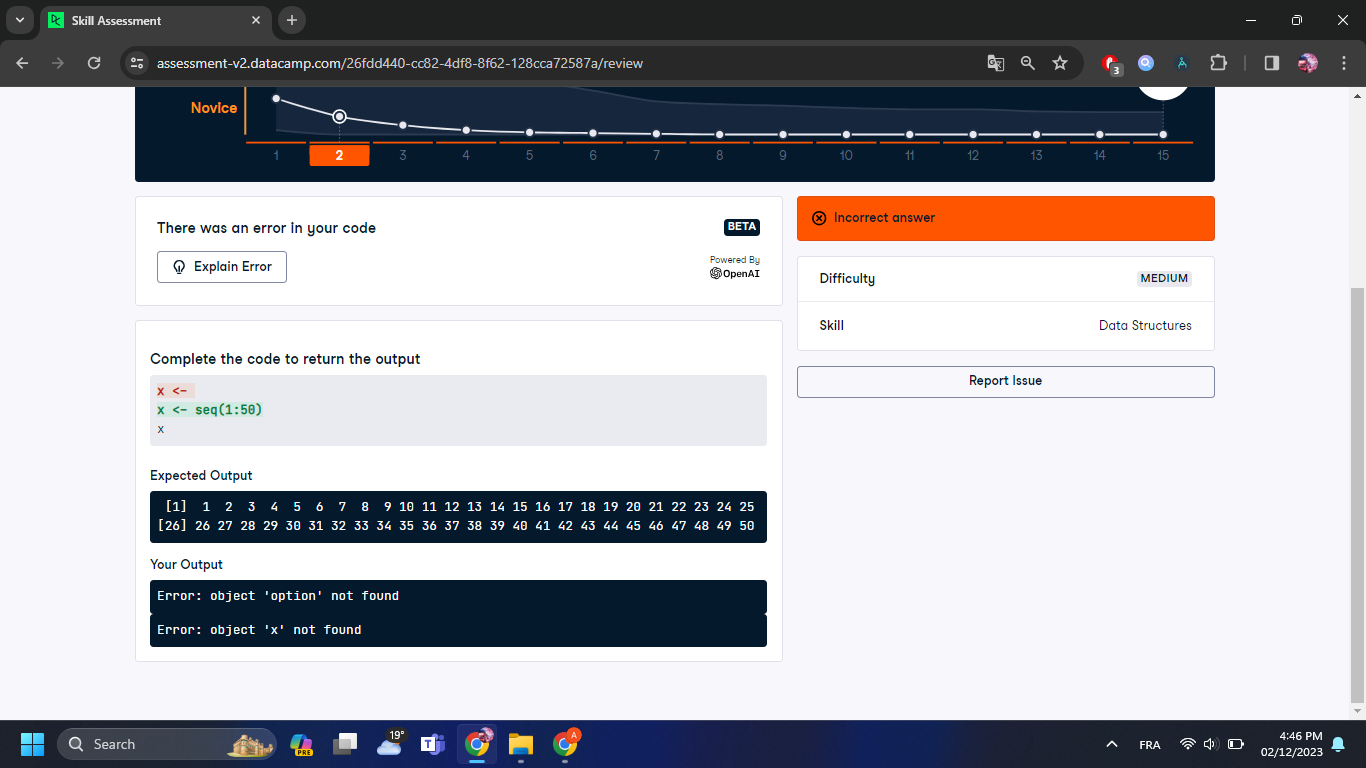 Skill Assessment
assessment-v2.datacamp.com/26fdd440-cc82-4df8-8f62-128cca72587a/review
3
Novice
1 2 3 4 5 6 7 8 9 10 11 12 13 14 15
There was an error in your code
BETA
Explain Error
Powered By
OpenAI
Incorrect answer
Difficulty
MEDIUM
Skill
Data Structures
Report Issue
Complete the code to return the output
x <-
x <- seq(1:50)
x
Expected Output
[1] 1 2 3 4 5 6 7 8 9 10 11 12 13 14 15 16 17 18 19 20 21 22 23 24 25
[26] 26 27 28 29 30 31 32 33 34 35 36 37 38 39 40 41 42 43 44 45 46 47 48 49 50
Your Output
Error: object 'option' not found
Error: object 'x' not found
Search
PRE
19°
A
FRA
4:46 PM
02/12/2023